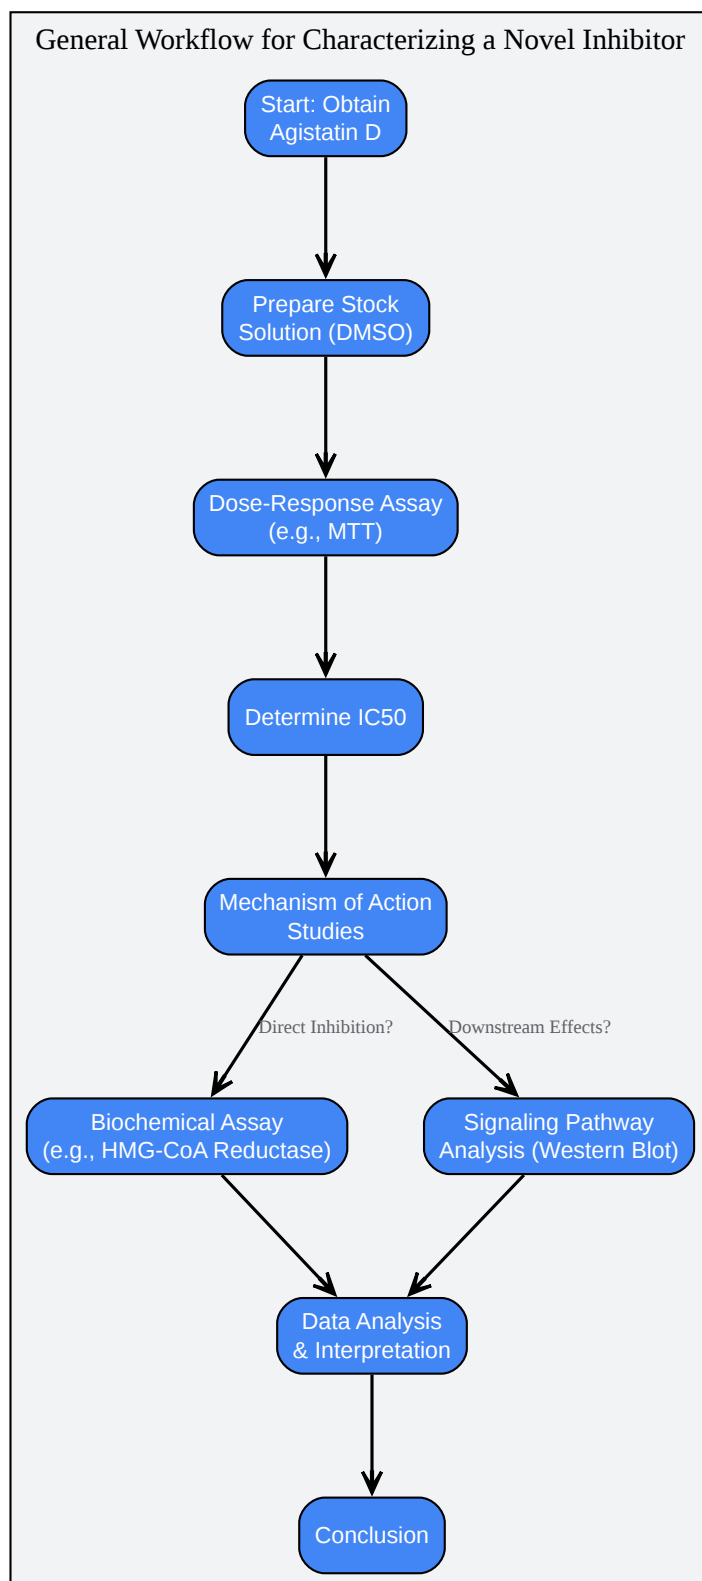 General Workflow for Characterizing a Novel Inhibitor
Start: Obtain
Agistatin D
Prepare Stock
Solution (DMSO)
Dose-Response Assay
(e.g., MTT)
Determine IC50
Mechanism of Action
Studies
Direct Inhibition?
Downstream Effects?
Biochemical Assay
(e.g., HMG-CoA Reductase)
Signaling Pathway
Analysis (Western Blot)
Data Analysis
& Interpretation
Conclusion